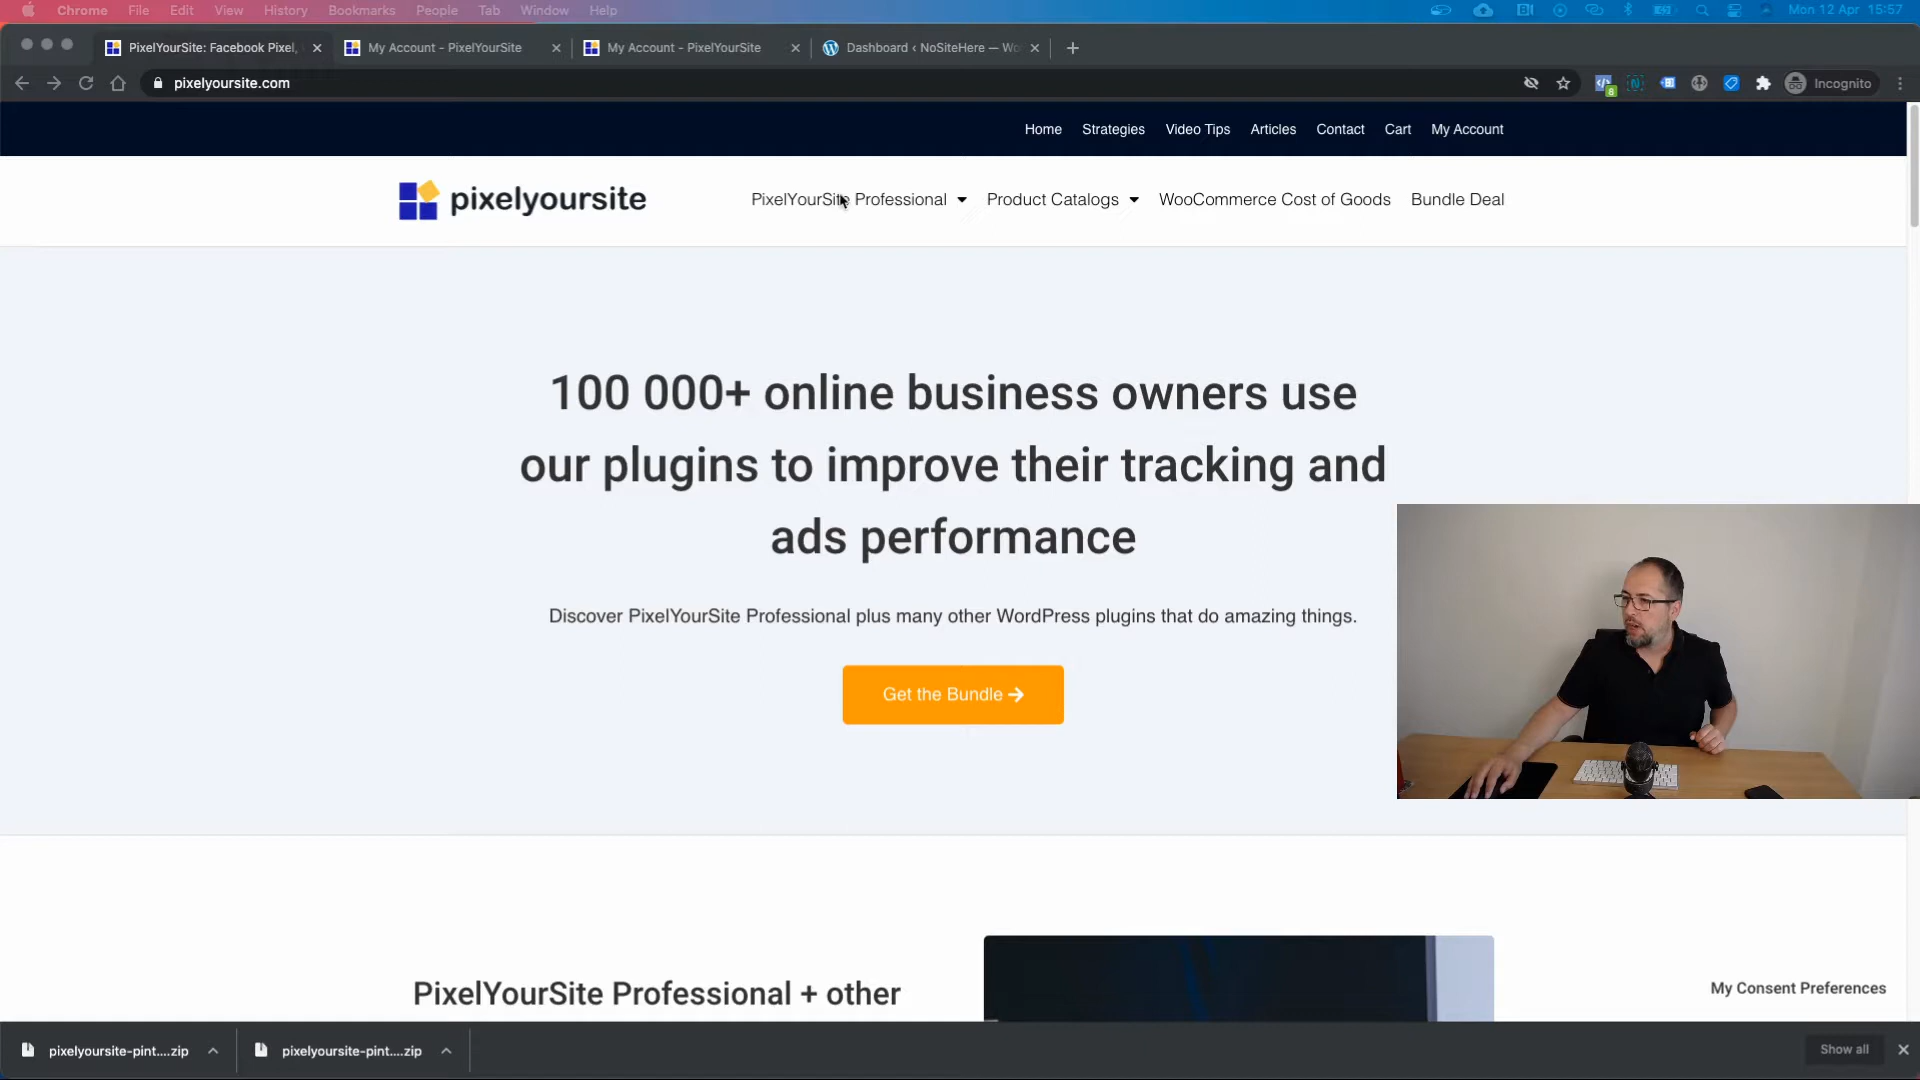 Chrome File Edit View History Bookmarks People Tab Window Help Mon 12 Apr 15:57
PixelYourSite: Facebook Pixel, My Account - PixelYourSite My Account - PixelYourSite Dashboard ‹ NoSiteHere — Wo
pixelyoursite.com 8 N Incognito
Home Strategies Video Tips Articles Contact Cart My Account
pixelyoursite PixelYourSite Professional Product Catalogs WooCommerce Cost of Goods Bundle Deal
100 000+ online business owners use
our plugins to improve their tracking and
ads performance
Discover PixelYourSite Professional plus many other WordPress plugins that do amazing things.
Get the Bundle
PixelYourSite Professional + other
My Consent Preferences
pixelyoursite-pint....zip pixelyoursite-pint....zip Show all